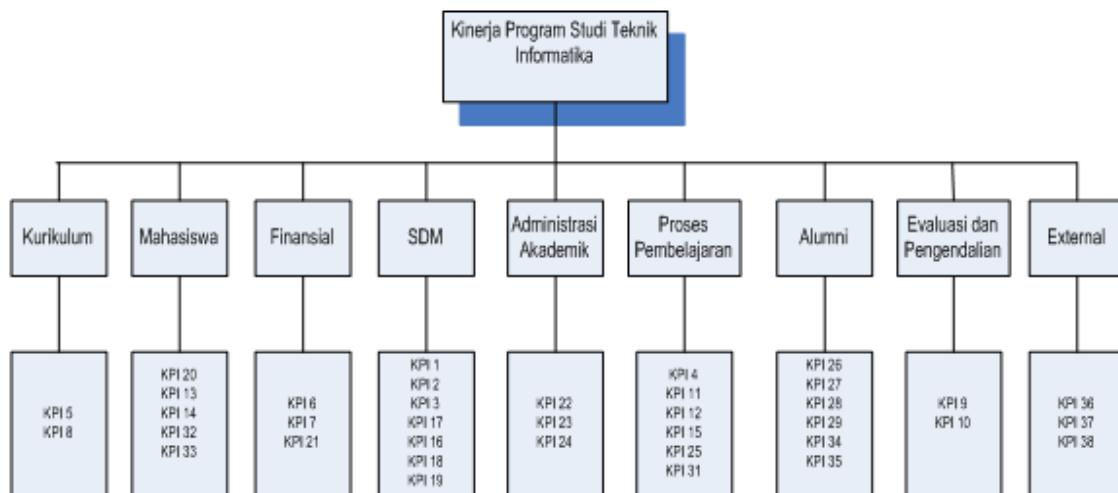 Kinerja Program Studi Teknik
Informatika
Kurikulum
Mahasiswa
Finansial
SDM
Administrasi
Akademik
Proses
Pembelajaran
Alumni
Evaluasi dan
Pengendalian
External
KPI 5
KPI 8
KPI 20
KPI 13
KPI 14
KPI 32
KPI 33
KPI 6
KPI 7
KPI 21
KPI 1
KPI 2
KPI 3
KPI 17
KPI 16
KPI 18
KPI 19
KPI 22
KPI 23
KPI 24
KPI 4
KPI 11
KPI 12
KPI 15
KPI 25
KPI 31
KPI 26
KPI 27
KPI 28
KPI 29
KPI 34
KPI 35
KPI 9
KPI 10
KPI 36
KPI 37
KPI 38